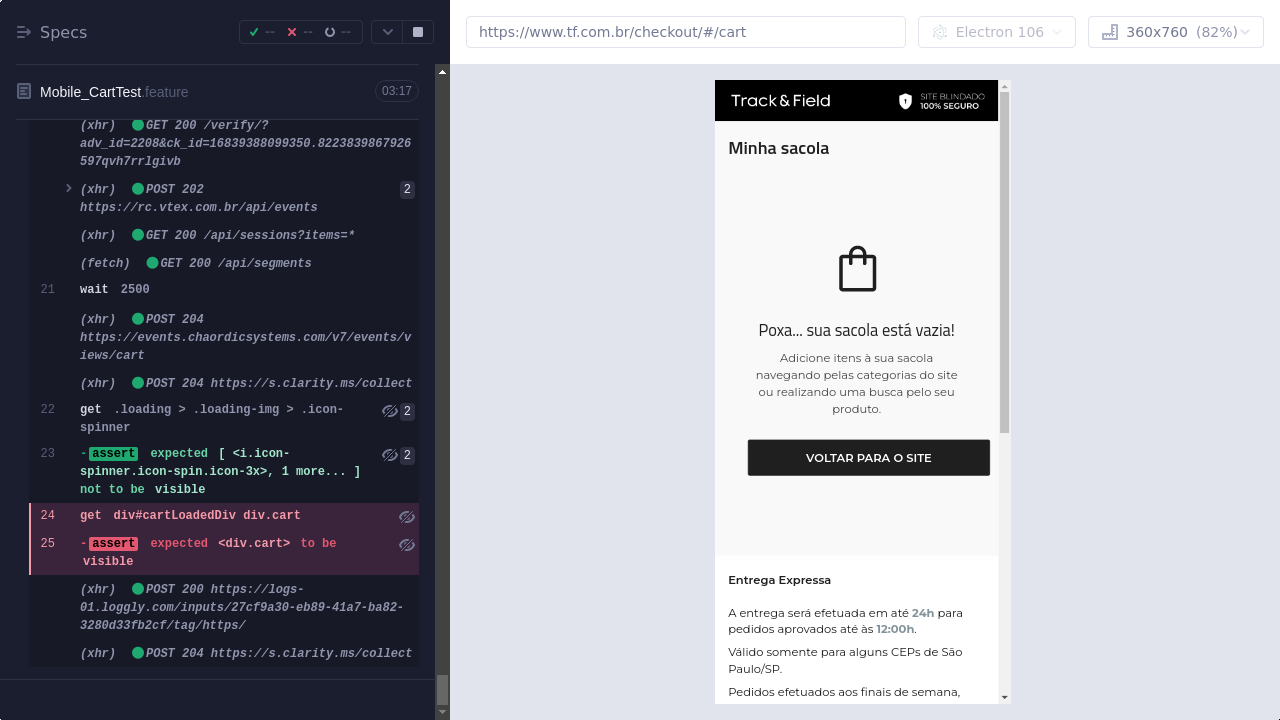 Specs
--
--
--
Mobile_CartTest.feature
03:17
(xhr) GET 200 /verify/?
adv_id=2208&ck_id=16839388099350.8223839867926
597qvh7rrlgivb
(xhr) POST 202
https://rc.vtex.com.br/api/events
2
(xhr) GET 200 /api/sessions?items=*
(fetch) GET 200 /api/segments
21 wait 2500
(xhr) POST 204
https://events.chaordicsystems.com/v7/events/v
iews/cart
(xhr) POST 204 https://s.clarity.ms/collect
22 get .loading > .loading-img > .icon-
spinner
2
23 -assert expected [ <i.icon-
spinner.icon-spin.icon-3x>, 1 more... ]
not to be visible
2
24 get div#cartLoadedDiv div.cart
25 -assert expected <div.cart> to be
visible
(xhr) POST 200 https://logs-
01.loggly.com/inputs/27cf9a30-eb89-41a7-ba82-
3280d33fb2cf/tag/https/
(xhr) POST 204 https://s.clarity.ms/collect
https://www.tf.com.br/checkout/#/cart
Electron 106
360x760 (82%)
Track&Field
SITE BLINDADO
100% SEGURO
Minha sacola
Poxa... sua sacola está vazia!
Adicione itens à sua sacola
navegando pelas categorias do site
ou realizando uma busca pelo seu
produto.
VOLTAR PARA O SITE
Entrega Expressa
A entrega será efetuada em até 24h para
pedidos aprovados até às 12:00h.
Válido somente para alguns CEPs de São
Paulo/SP.
Pedidos efetuados aos finais de semana,